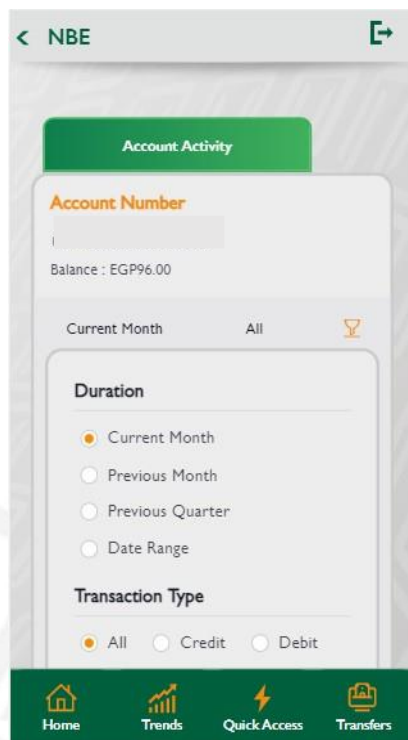 NBE
Account Activity
Account Number
Balance : EGP96.00
Current Month All
Duration
Current Month
Previous Month
Previous Quarter
Date Range
Transaction Type
All Credit Debit
Home Trends Quick Access Transfers